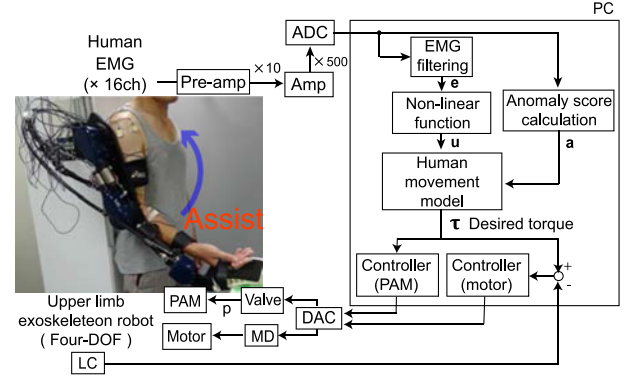 PC
Human
EMG
(× 16ch)
Pre-amp
×10
Amp
×500
ADC
EMG
filtering
e
Non-linear
function
u
Anomaly score
calculation
a
Human
movement
model
τ Desired torque
Assist
Controller
(PAM)
Controller
(motor)
+
-
Upper limb
exoskeleteon robot
( Four-DOF )
PAM
p
Valve
DAC
Motor
MD
LC